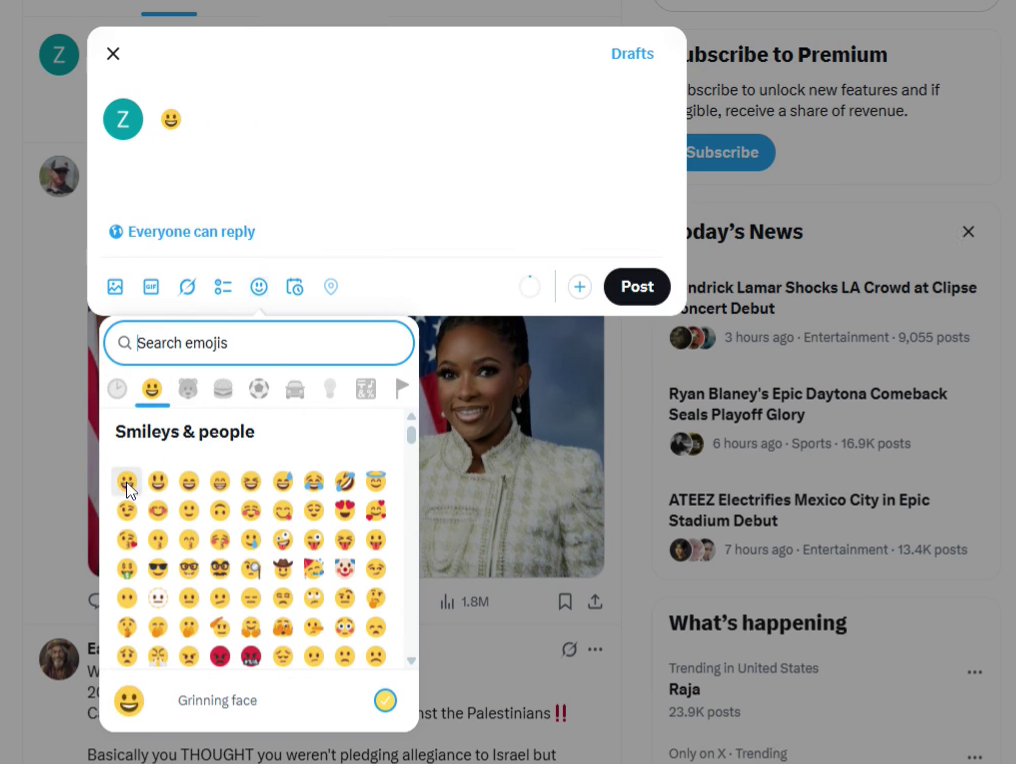 Z
Drafts
Z
Everyone can reply
GIF
Post
Search emojis
Smileys & people
Grinning face
1.8M
Ea
W
20
C
nst the Palestinians ‼️
Basically you THOUGHT you weren't pledging allegiance to Israel but
ubscribe to Premium
bscribe to unlock new features and if
gible, receive a share of revenue.
Subscribe
oday's News
ndrick Lamar Shocks LA Crowd at Clipse
oncert Debut
3 hours ago · Entertainment · 9,055 posts
Ryan Blaney's Epic Daytona Comeback
Seals Playoff Glory
6 hours ago · Sports · 16.9K posts
ATEEZ Electrifies Mexico City in Epic
Stadium Debut
7 hours ago · Entertainment · 13.4K posts
What's happening
Trending in United States
Raja
23.9K posts
Only on X · Trending